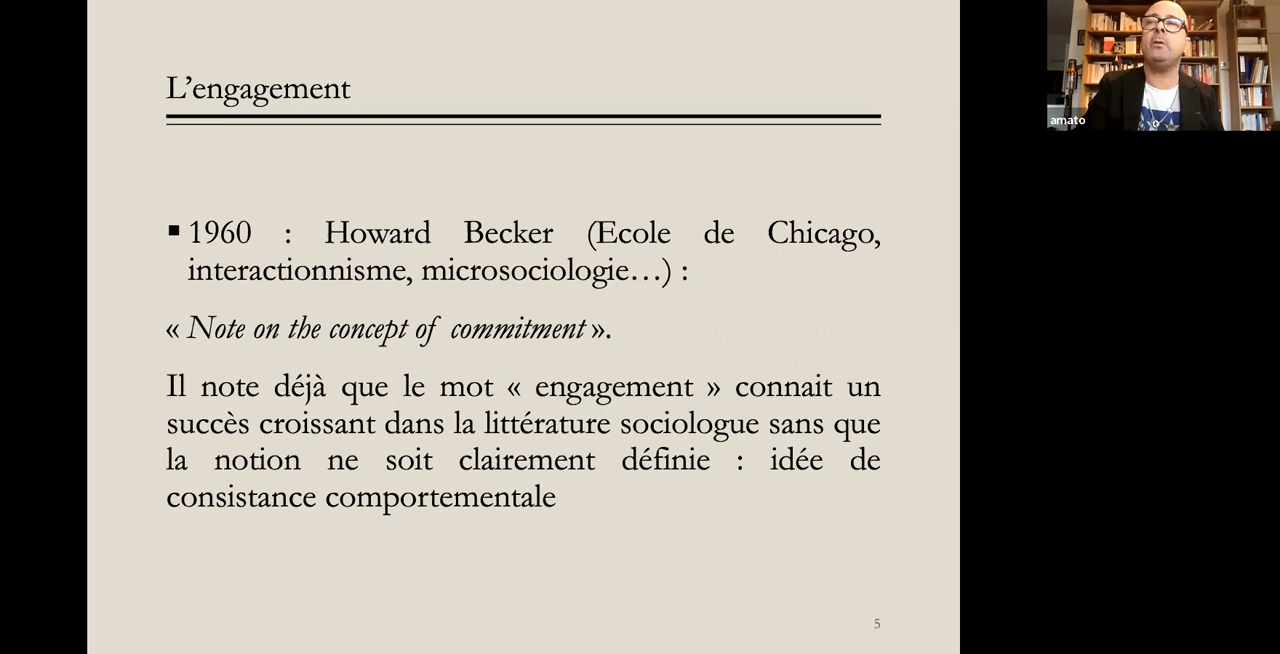 L’engagement
▪ 1960 : Howard Becker (Ecole de Chicago,
interactionnisme, microsociologie…) :
« Note on the concept of commitment ».
Il note déjà que le mot « engagement » connait un
succès croissant dans la littérature sociologue sans que
la notion ne soit clairement définie : idée de
consistance comportementale
5
amato